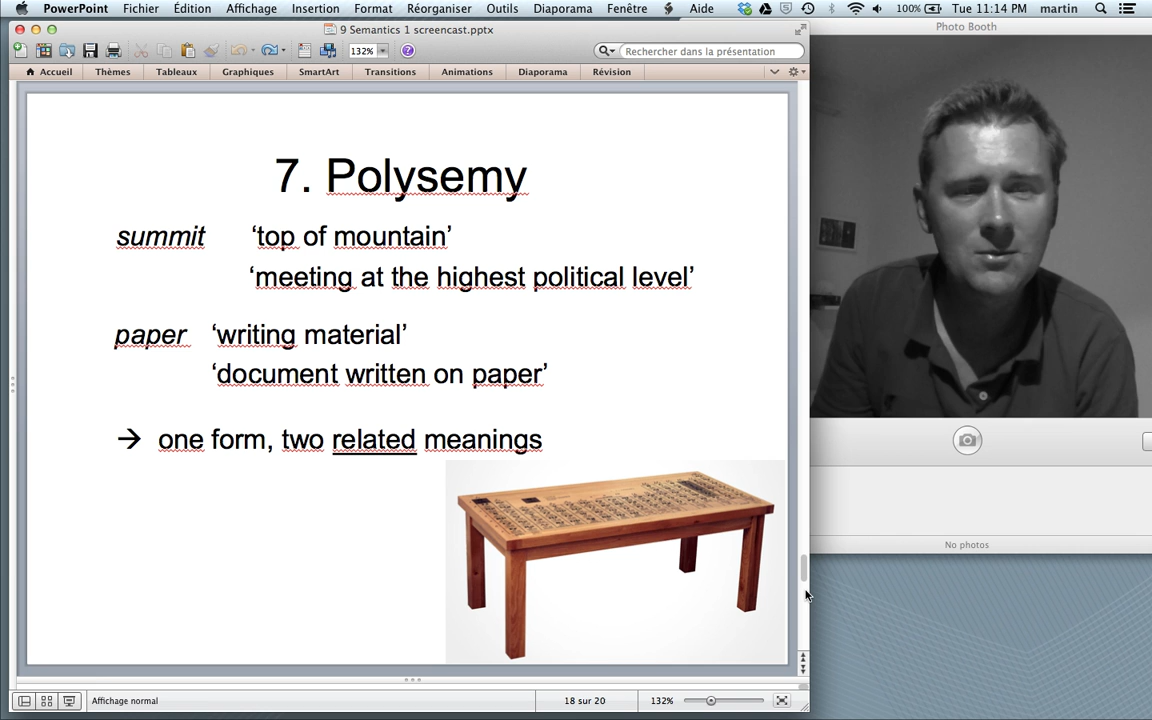 PowerPoint Fichier Édition Affichage Insertion Format Réorganiser Outils Diaporama Fenêtre Aide 100% Tue 11:14 PM martin
9 Semantics 1 screencast.pptx
Photo Booth
132% Rechercher dans la présentation
Accueil Thèmes Tableaux Graphiques SmartArt Transitions Animations Diaporama Révision
7. Polysemy
summit ‘top of mountain’
‘meeting at the highest political level’
paper ‘writing material’
‘document written on paper’
→ one form, two related meanings
No photos
Affichage normal 18 sur 20 132%